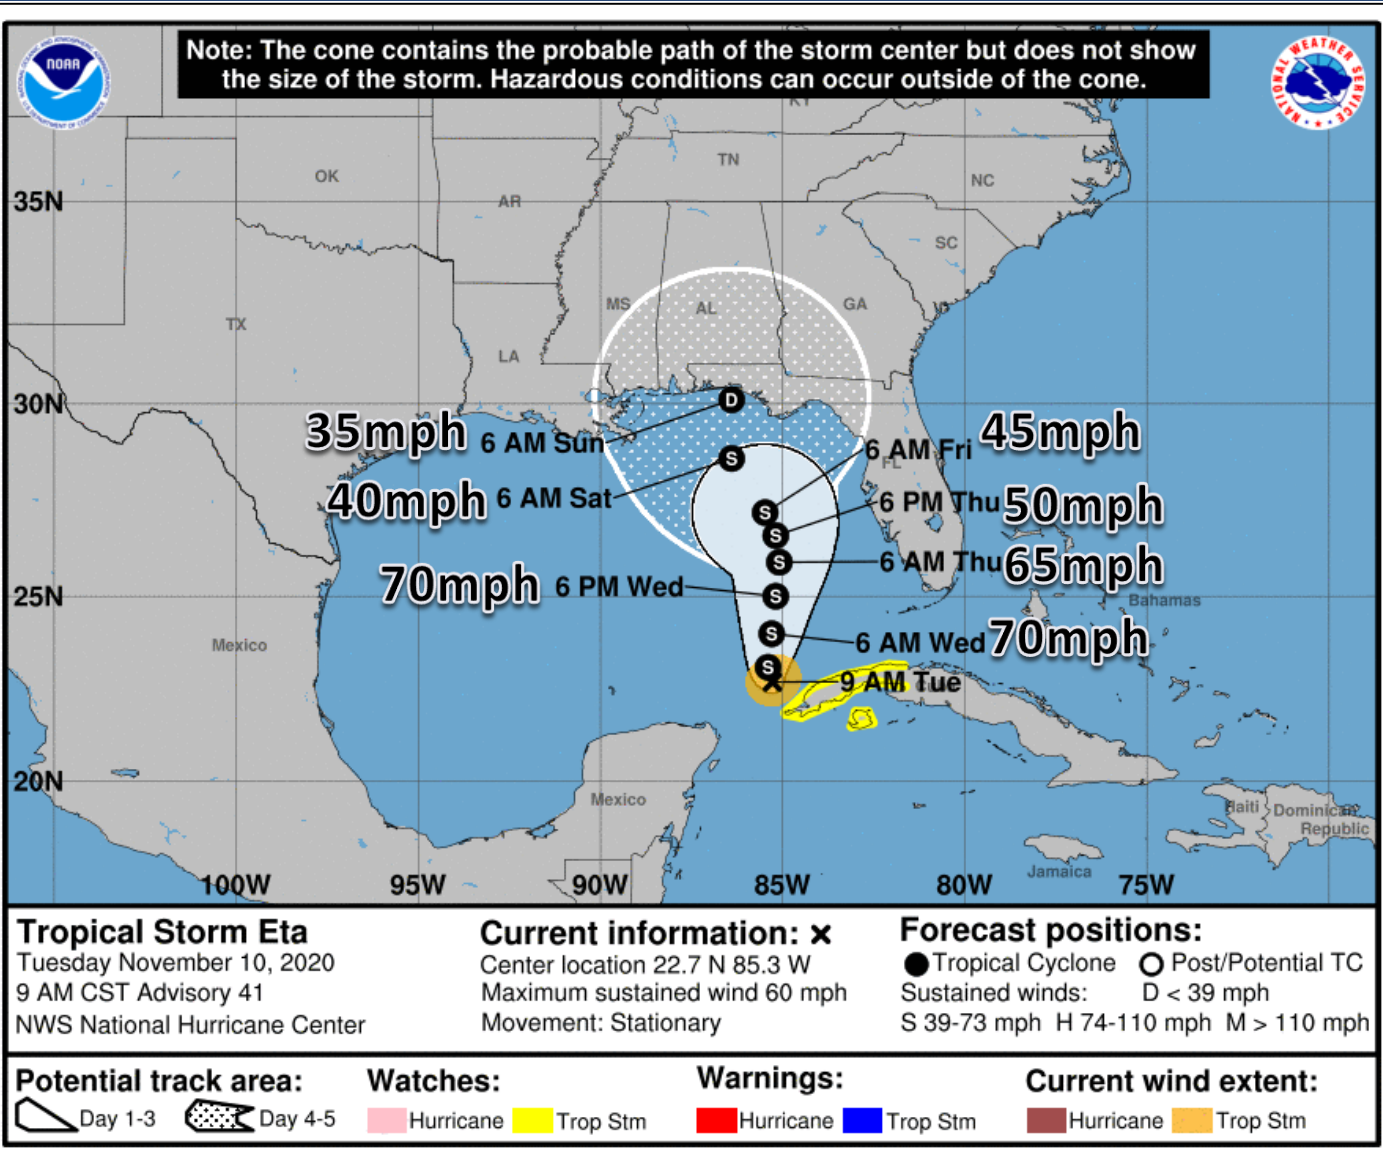 Note: The cone contains the probable path of the storm center but does not show
the size of the storm. Hazardous conditions can occur outside of the cone.
NOAA
NATIONAL WEATHER SERVICE
KY
TN
OK
NC
35N
AR
SC
MS
AL
GA
TX
LA
30N
35mph
6 AM Sun
D
6 AM Fri
45mph
FL
S
40mph
6 AM Sat
S
6 PM Thu
50mph
S
S
6 AM Thu
65mph
70mph
6 PM Wed
S
25N
Bahamas
Mexico
S
6 AM Wed
70mph
S
9 AM Tue
20N
Mexico
Haiti
Dominican
Republic
Jamaica
100W
95W
90W
85W
80W
75W
Tropical Storm Eta
Tuesday November 10, 2020
9 AM CST Advisory 41
NWS National Hurricane Center
Current information: ×
Center location 22.7 N 85.3 W
Maximum sustained wind 60 mph
Movement: Stationary
Forecast positions:
Tropical Cyclone
Post/Potential TC
Sustained winds:
D < 39 mph
S 39-73 mph H 74-110 mph M > 110 mph
Potential track area:
Day 1-3
Day 4-5
Watches:
Hurricane
Trop Stm
Warnings:
Hurricane
Trop Stm
Current wind extent:
Hurricane
Trop Stm